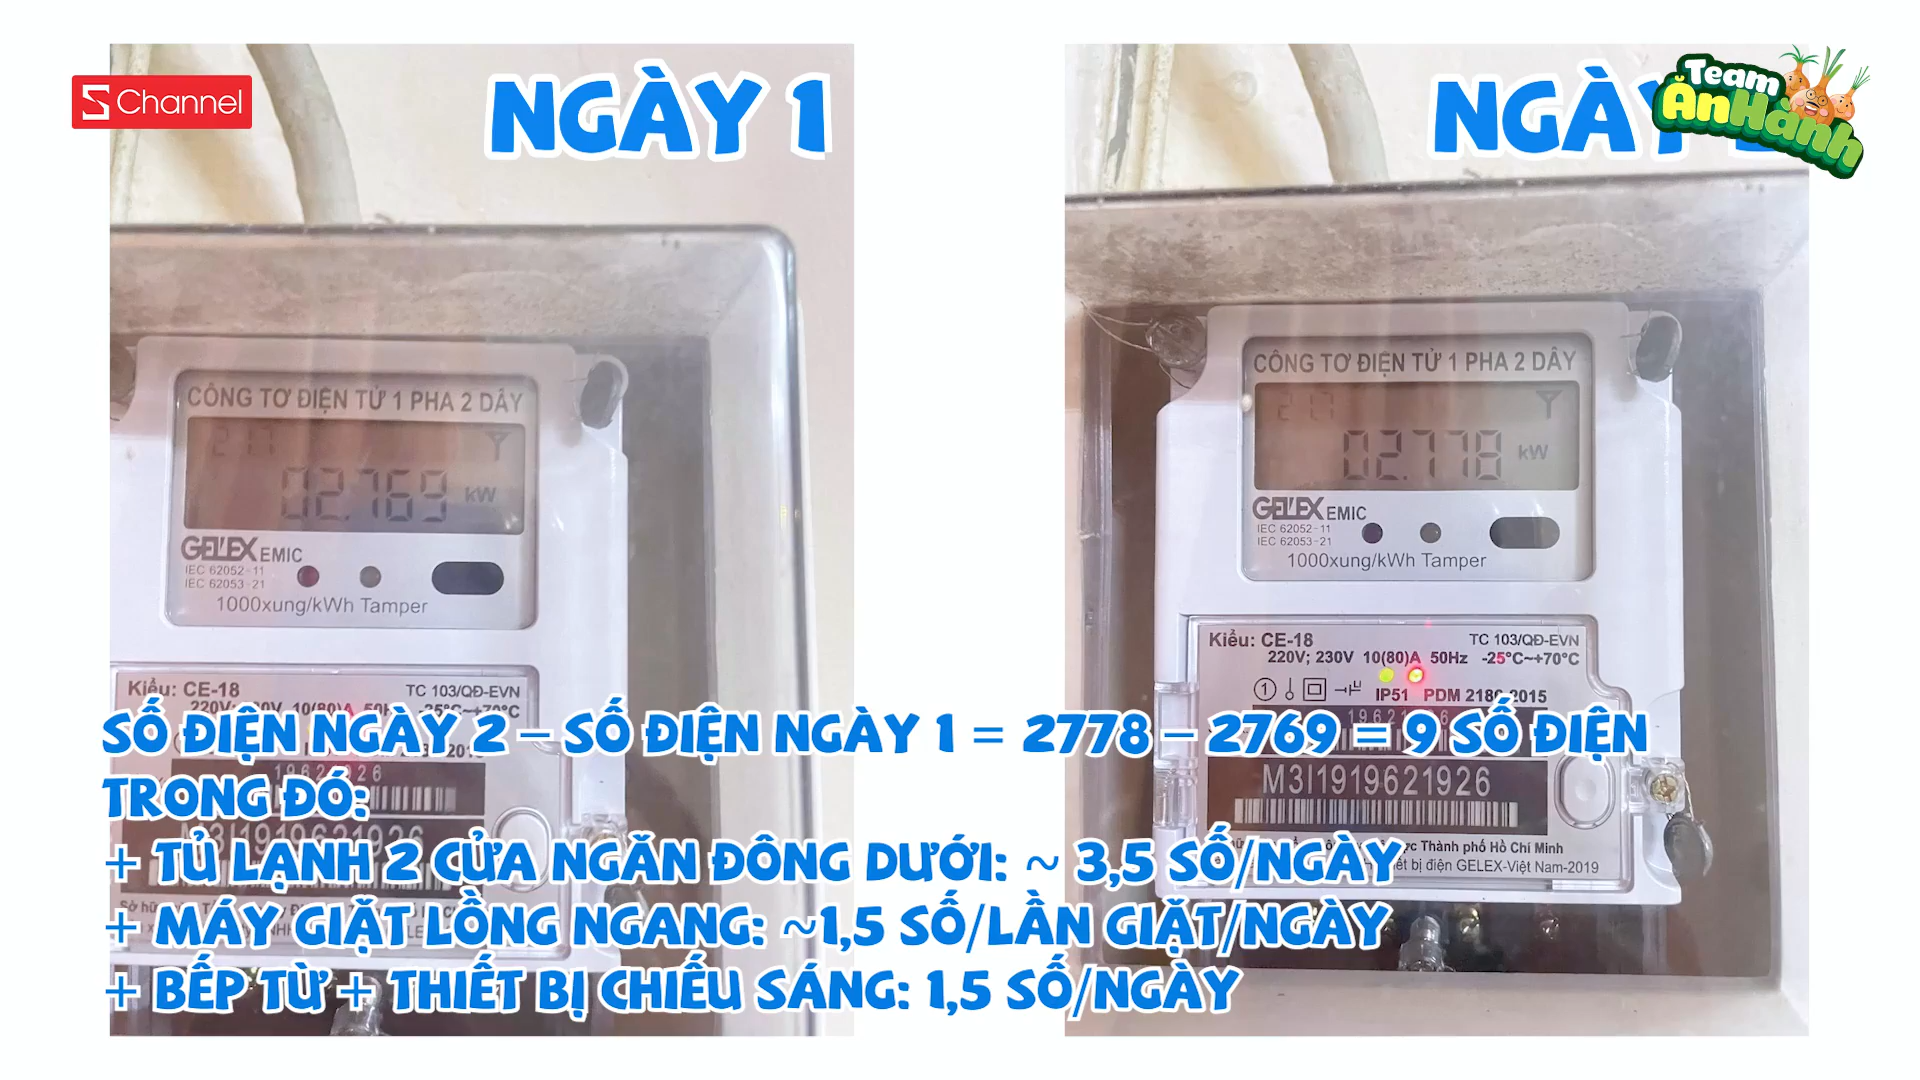 S Channel
NGÀY 1
Team
ĂnHành
CÔNG TƠ ĐIỆN TỬ 1 PHA 2 DÂY
02.769 kW
GELEX EMIC
IEC 62052-11
IEC 62053-21
1000xung/kWh Tamper
Kiểu: CE-18
TC 103/QĐ-EVN
NGÀY
CÔNG TƠ ĐIỆN TỬ 1 PHA 2 DÂY
02.778 kW
GELEX EMIC
IEC 62052-11
IEC 62053-21
1000xung/kWh Tamper
Kiểu: CE-18 TC 103/QĐ-EVN
220V; 230V 10(80)A 50Hz -25°C~+70°C
IP51 PDM 2180-2015
M3I1919621926
Thành phố Hồ Chí Minh
bị điện GELEX-Việt Nam-2019
SỐ ĐIỆN NGÀY 2 – SỐ ĐIỆN NGÀY 1 = 2778 – 2769 = 9 SỐ ĐIỆN
TRONG ĐÓ:
+ TỦ LẠNH 2 CỬA NGĂN ĐÔNG DƯỚI: ~ 3,5 SỐ/NGÀY
+ MÁY GIẶT LỒNG NGANG: ~1,5 SỐ/LẦN GIẶT/NGÀY
+ BẾP TỪ + THIẾT BỊ CHIẾU SÁNG: 1,5 SỐ/NGÀY